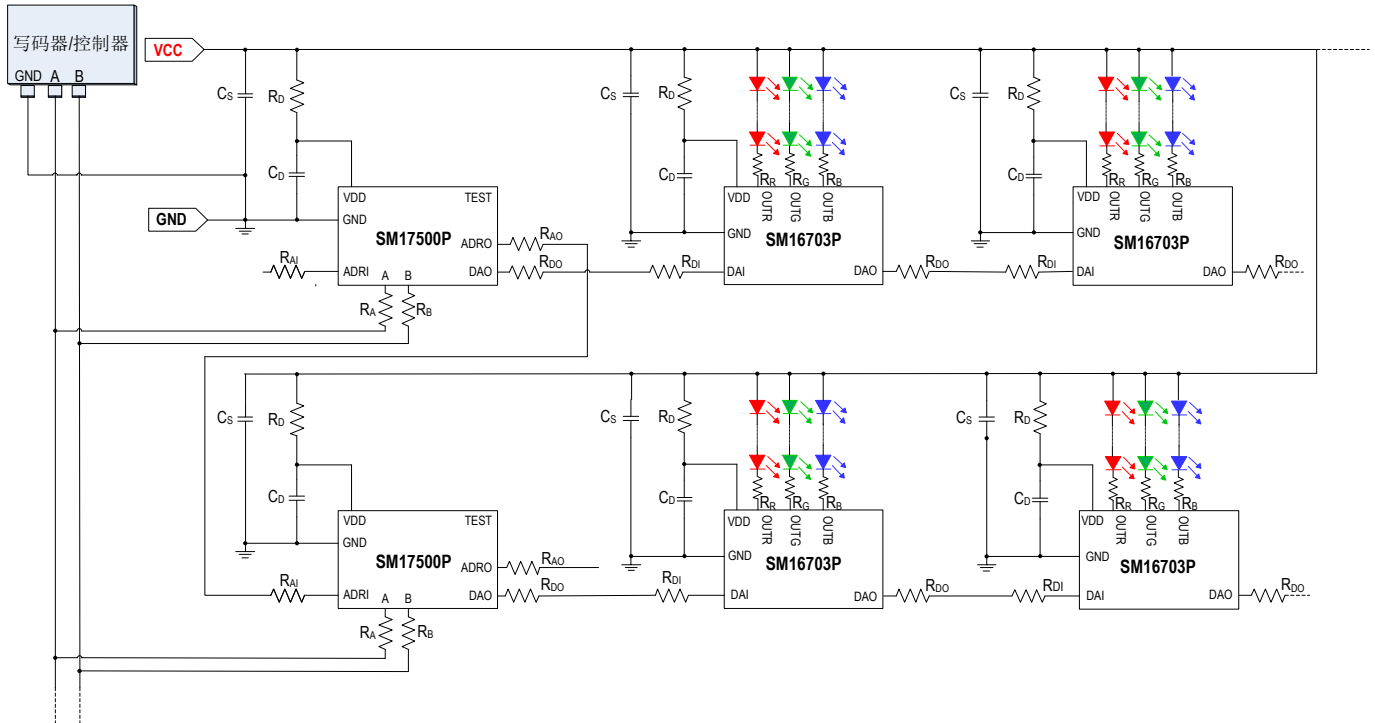 写码器/控制器
GND A B
VCC
GND
CS
RD
CD
VDD
TEST
GND
SM17500P
ADRO
RAO
RAI
ADRI
A
B
DAO
RDO
RA
RB
CS
RD
CD
RR
RG
RB
VDD
OUTR
OUTG
OUTB
GND
SM16703P
RDI
DAI
DAO
RDO
CS
RD
CD
RR
RG
RB
VDD
OUTR
OUTG
OUTB
GND
SM16703P
RDI
DAI
DAO
RDO
CS
RD
CD
VDD
TEST
GND
SM17500P
ADRO
RAO
RAI
ADRI
A
B
DAO
RDO
RA
RB
CS
RD
CD
RR
RG
RB
VDD
OUTR
OUTG
OUTB
GND
SM16703P
RDI
DAI
DAO
RDO
CS
RD
CD
RR
RG
RB
VDD
OUTR
OUTG
OUTB
GND
SM16703P
RDI
DAI
DAO
RDO